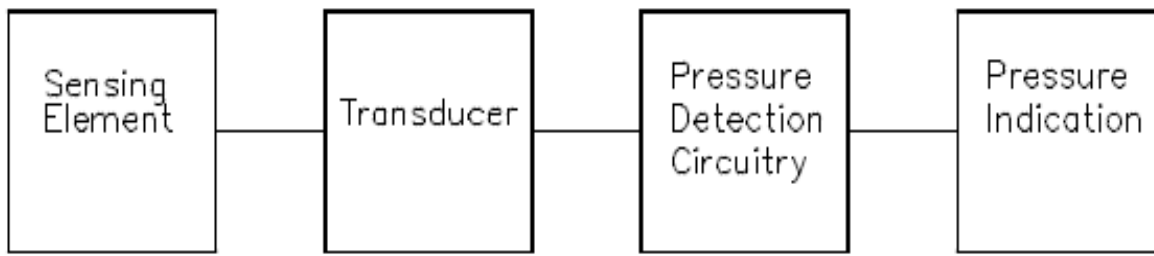 Sensing
Element
Transducer
Pressure
Detection
Circuitry
Pressure
Indication